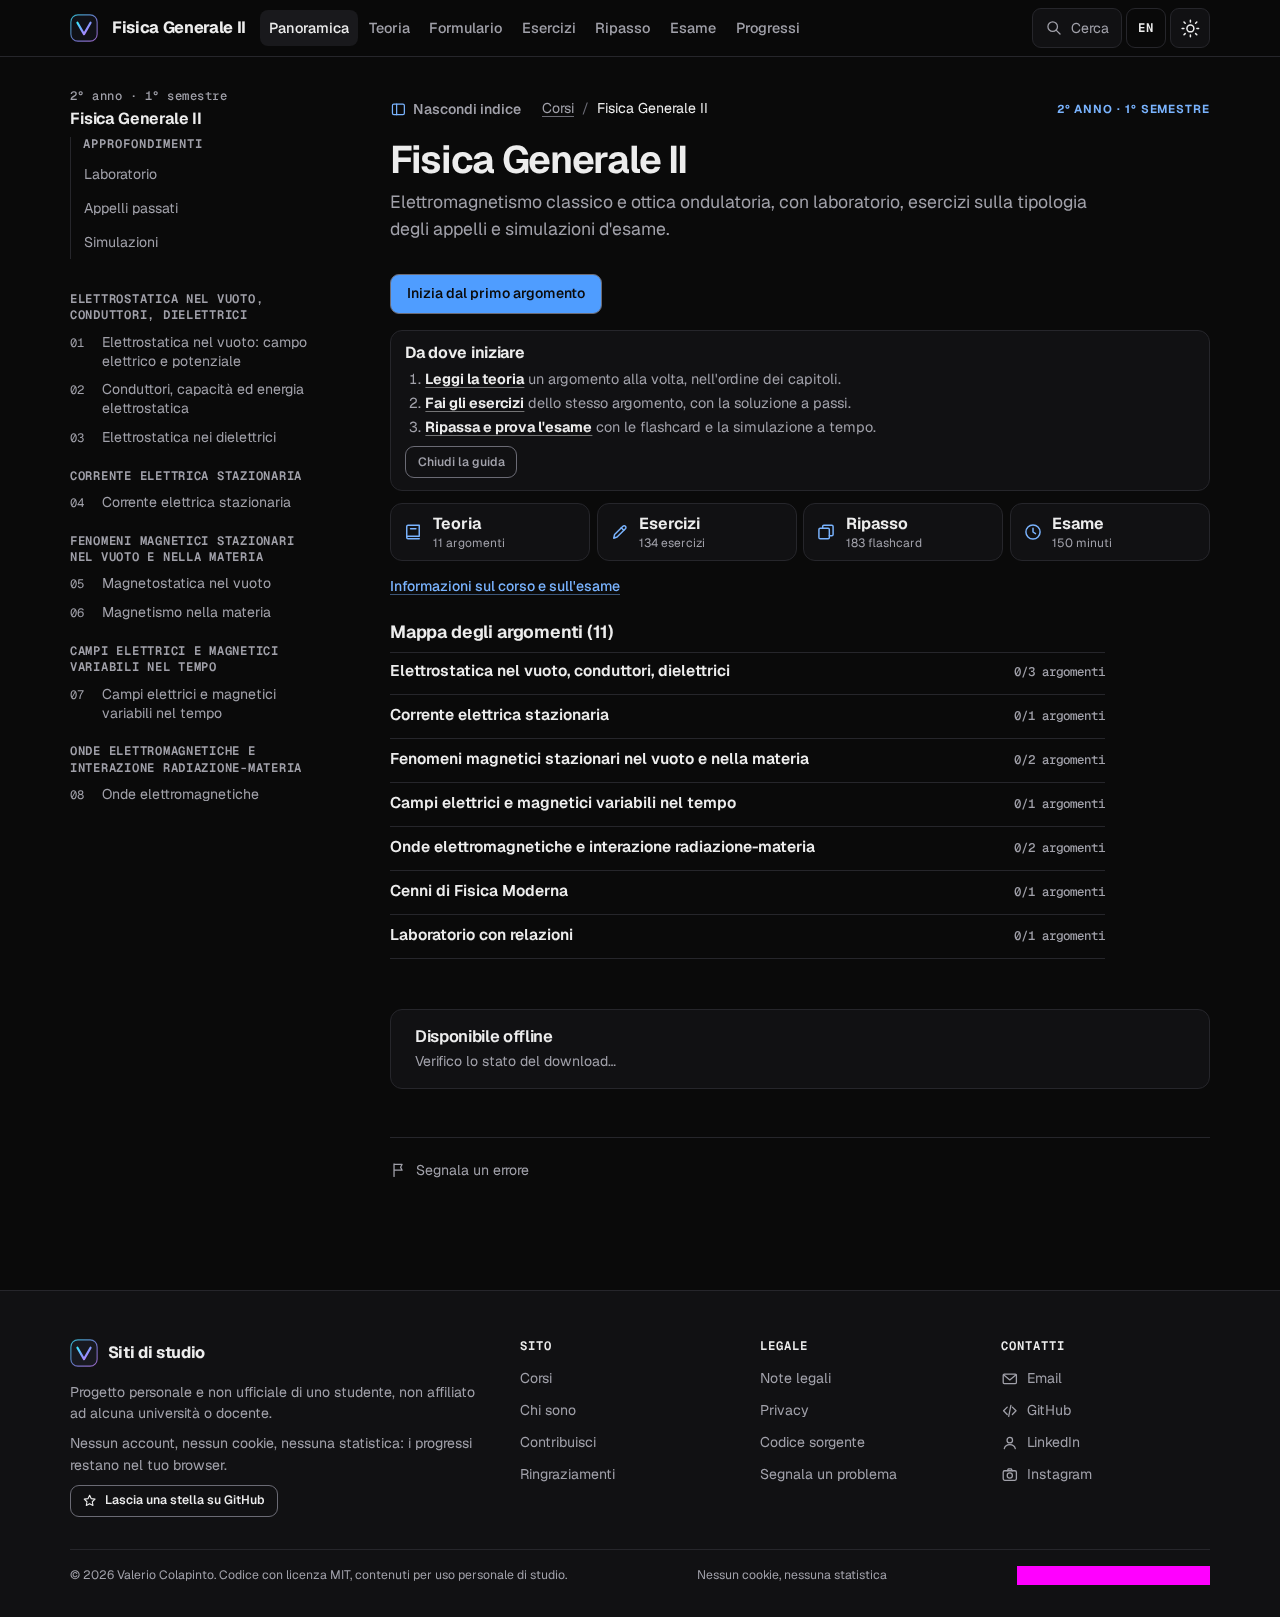 Fisica Generale II
Panoramica
Teoria
Formulario
Esercizi
Ripasso
Esame
Progressi
Cerca
EN
2° anno · 1° semestre
Fisica Generale II
APPROFONDIMENTI
Laboratorio
Appelli passati
Simulazioni
ELETTROSTATICA NEL VUOTO,
CONDUTTORI, DIELETTRICI
01 Elettrostatica nel vuoto: campo
elettrico e potenziale
02 Conduttori, capacità ed energia
elettrostatica
03 Elettrostatica nei dielettrici
CORRENTE ELETTRICA STAZIONARIA
04 Corrente elettrica stazionaria
FENOMENI MAGNETICI STAZIONARI
NEL VUOTO E NELLA MATERIA
05 Magnetostatica nel vuoto
06 Magnetismo nella materia
CAMPI ELETTRICI E MAGNETICI
VARIABILI NEL TEMPO
07 Campi elettrici e magnetici
variabili nel tempo
ONDE ELETTROMAGNETICHE E
INTERAZIONE RADIAZIONE-MATERIA
08 Onde elettromagnetiche
Nascondi indice
Corsi / Fisica Generale II
2° ANNO · 1° SEMESTRE
Fisica Generale II
Elettromagnetismo classico e ottica ondulatoria, con laboratorio, esercizi sulla tipologia
degli appelli e simulazioni d'esame.
Inizia dal primo argomento
Da dove iniziare
1. Leggi la teoria un argomento alla volta, nell'ordine dei capitoli.
2. Fai gli esercizi dello stesso argomento, con la soluzione a passi.
3. Ripassa e prova l'esame con le flashcard e la simulazione a tempo.
Chiudi la guida
Teoria
11 argomenti
Esercizi
134 esercizi
Ripasso
183 flashcard
Esame
150 minuti
Informazioni sul corso e sull'esame
Mappa degli argomenti (11)
Elettrostatica nel vuoto, conduttori, dielettrici 0/3 argomenti
Corrente elettrica stazionaria 0/1 argomenti
Fenomeni magnetici stazionari nel vuoto e nella materia 0/2 argomenti
Campi elettrici e magnetici variabili nel tempo 0/1 argomenti
Onde elettromagnetiche e interazione radiazione-materia 0/2 argomenti
Cenni di Fisica Moderna 0/1 argomenti
Laboratorio con relazioni 0/1 argomenti
Disponibile offline
Verifico lo stato del download…
Segnala un errore
Siti di studio
Progetto personale e non ufficiale di uno studente, non affiliato
ad alcuna università o docente.
Nessun account, nessun cookie, nessuna statistica: i progressi
restano nel tuo browser.
Lascia una stella su GitHub
SITO
Corsi
Chi sono
Contribuisci
Ringraziamenti
LEGALE
Note legali
Privacy
Codice sorgente
Segnala un problema
CONTATTI
Email
GitHub
LinkedIn
Instagram
© 2026 Valerio Colapinto. Codice con licenza MIT, contenuti per uso personale di studio.
Nessun cookie, nessuna statistica